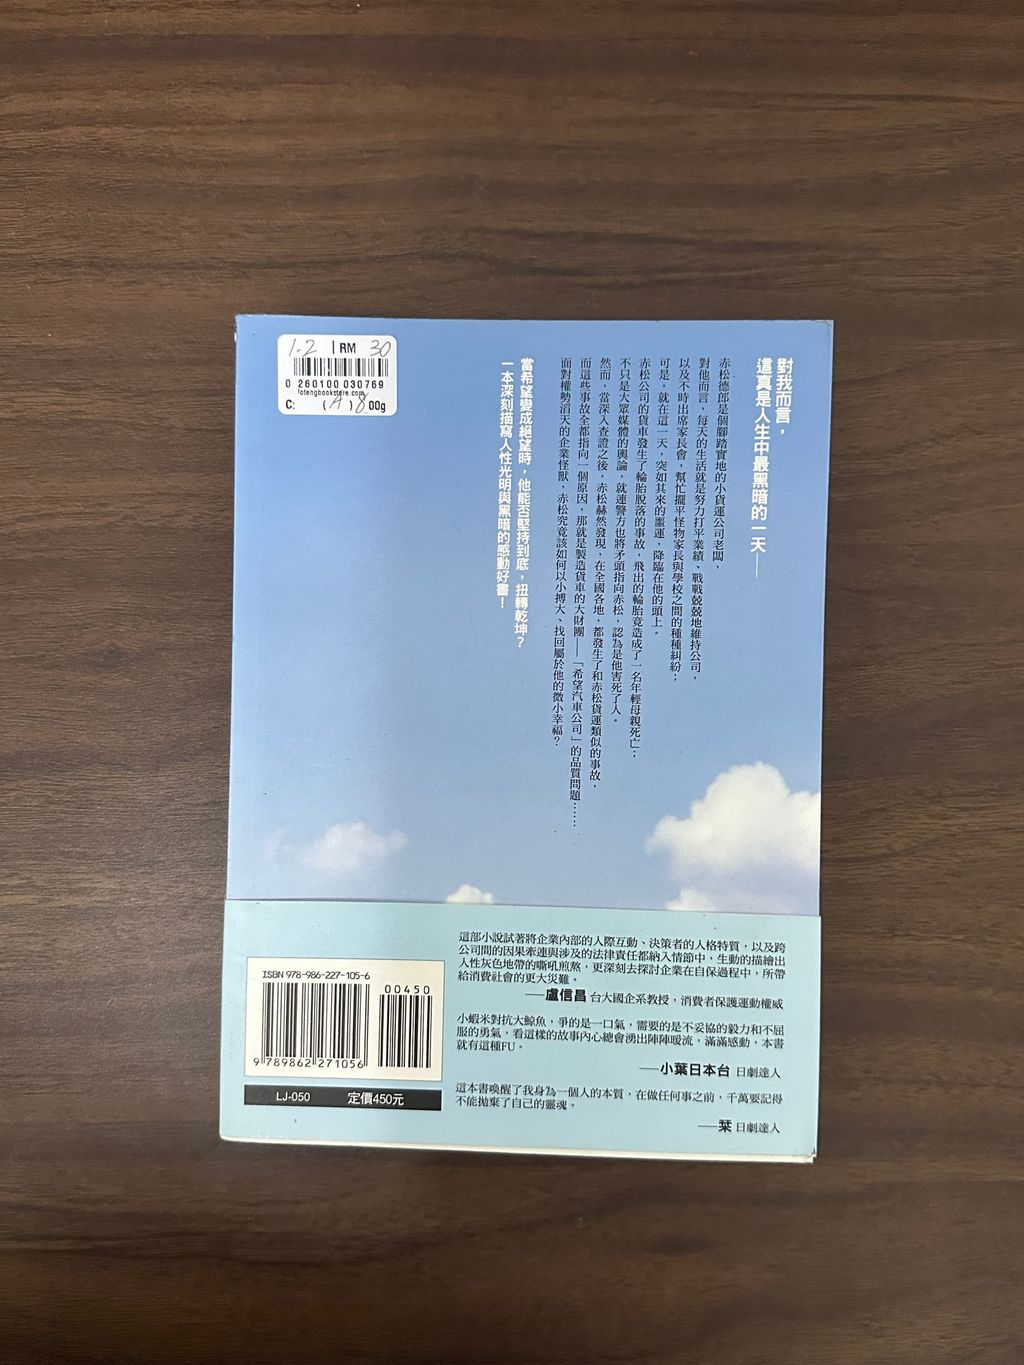 1-2 | RM 30
0 260100 030769
lotengbookstore.com
C: (A) 800g
對我而言，
這真是人生中最黑暗的一天——
赤松德郎是個腳踏實地的小貨運公司老闆，
對他而言，每天的生活就是努力打平業績、戰戰兢兢地維持公司，
以及不時出席家長會，幫忙擺平怪物家長與學校之間的種種糾紛；
可是，就在這一天，突如其來的噩運，降臨在他的頭上。
赤松公司的貨車發生了輪胎脫落的事故，飛出的輪胎竟造成了一名年輕母親死亡；
不只是大眾媒體的輿論，就連警方也將矛頭指向赤松，認為是他害死了人。
然而，當深入查證之後，赤松赫然發現，在全國各地，都發生了和赤松貨運類似的事故，
而這些事故全都指向一個原因，那就是製造貨車的大財團——「希望汽車公司」的品質問題……
面對權勢滔天的企業怪獸，赤松究竟該如何以小搏大、找回屬於他的微小幸福？
當希望變成絕望時，他能否堅持到底，扭轉乾坤？
一本深刻描寫人性光明與黑暗的感動好書！
這部小說試著將企業內部的人際互動、決策者的人格特質，以及跨
公司間的因果牽連與涉及的法律責任都納入情節中，生動的描繪出
人性灰色地帶的嘶吼煎熬，更深刻去探討企業在自保過程中，所帶
給消費社會的更大災難。
——盧信昌 台大國企系教授，消費者保護運動權威
小蝦米對抗大鯨魚，爭的是一口氣，需要的是不妥協的毅力和不屈
服的勇氣，看這樣的故事內心總會湧出陣陣暖流，滿滿感動，本書
就有這種FU。
——小葉日本台 日劇達人
這本書喚醒了我身為一個人的本質，在做任何事之前，千萬要記得
不能拋棄了自己的靈魂。
——栞 日劇達人
ISBN 978-986-227-105-6
00450
9 789862 271056
LJ-050 定價450元